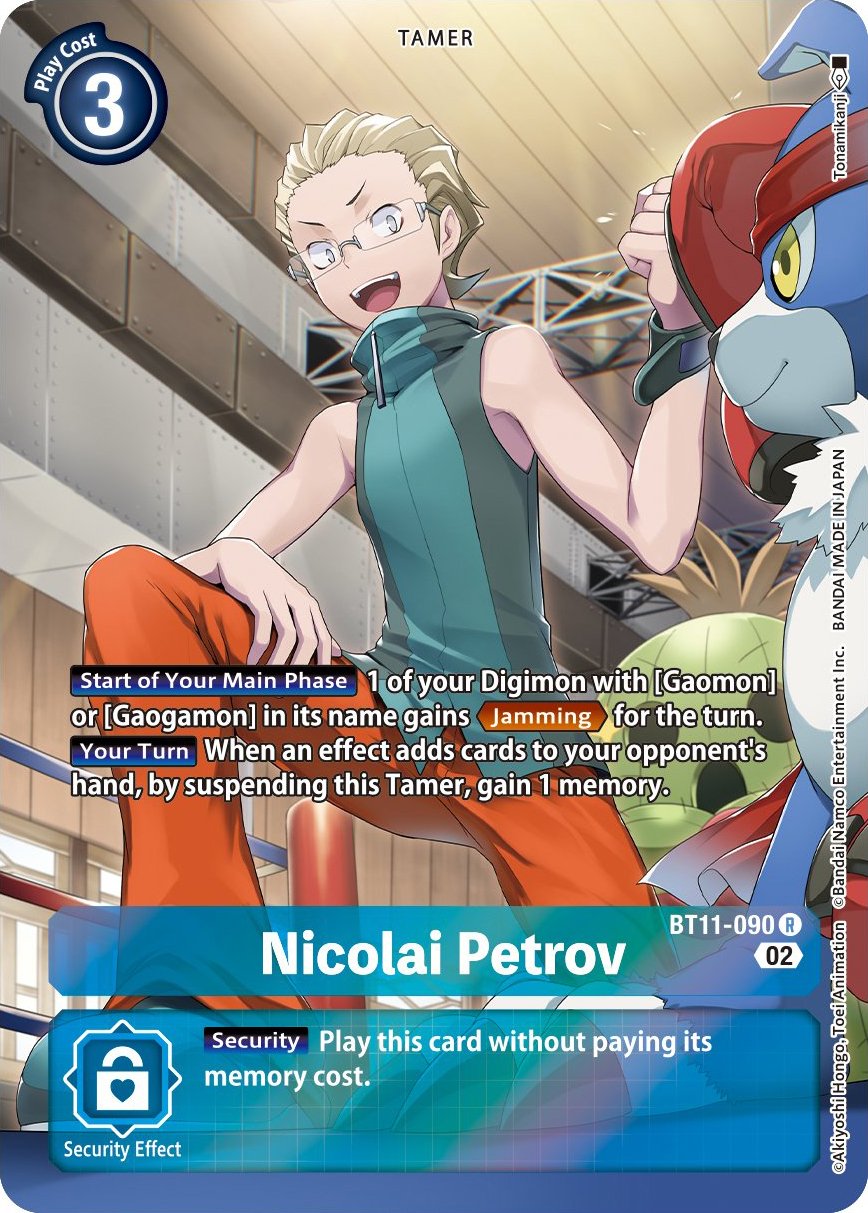 TAMER
Play Cost
3
Tonamikanji
Start of Your Main Phase 1 of your Digimon with [Gaomon]
or [Gaogamon] in its name gains Jamming for the turn.
Your Turn When an effect adds cards to your opponent's
hand, by suspending this Tamer, gain 1 memory.
BT11-090 R
Nicolai Petrov
02
Security Play this card without paying its
memory cost.
Security Effect
©Akiyoshi Hongo, Toei Animation ©Bandai Namco Entertainment Inc. BANDAI MADE IN JAPAN